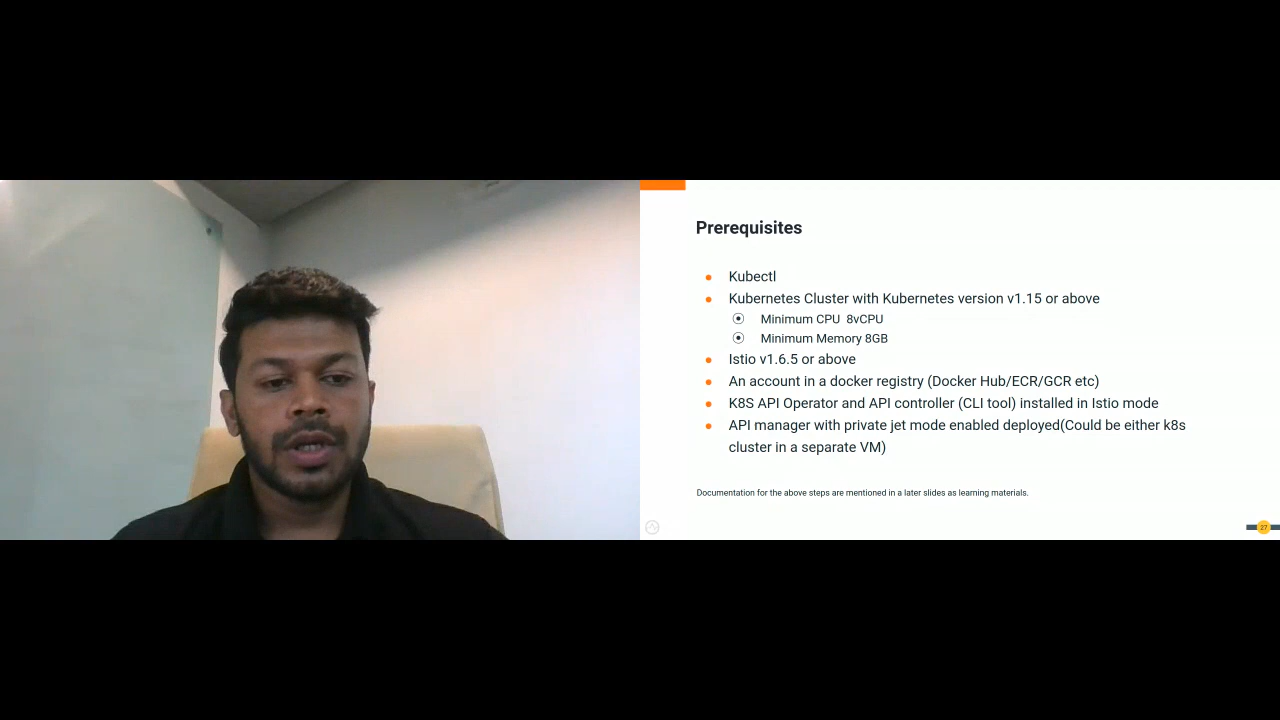 Prerequisites
Kubectl
Kubernetes Cluster with Kubernetes version v1.15 or above
Minimum CPU  8vCPU
Minimum Memory 8GB
Istio v1.6.5 or above
An account in a docker registry (Docker Hub/ECR/GCR etc)
K8S API Operator and API controller (CLI tool) installed in Istio mode
API manager with private jet mode enabled deployed(Could be either k8s
cluster in a separate VM)
Documentation for the above steps are mentioned in a later slides as learning materials.
27